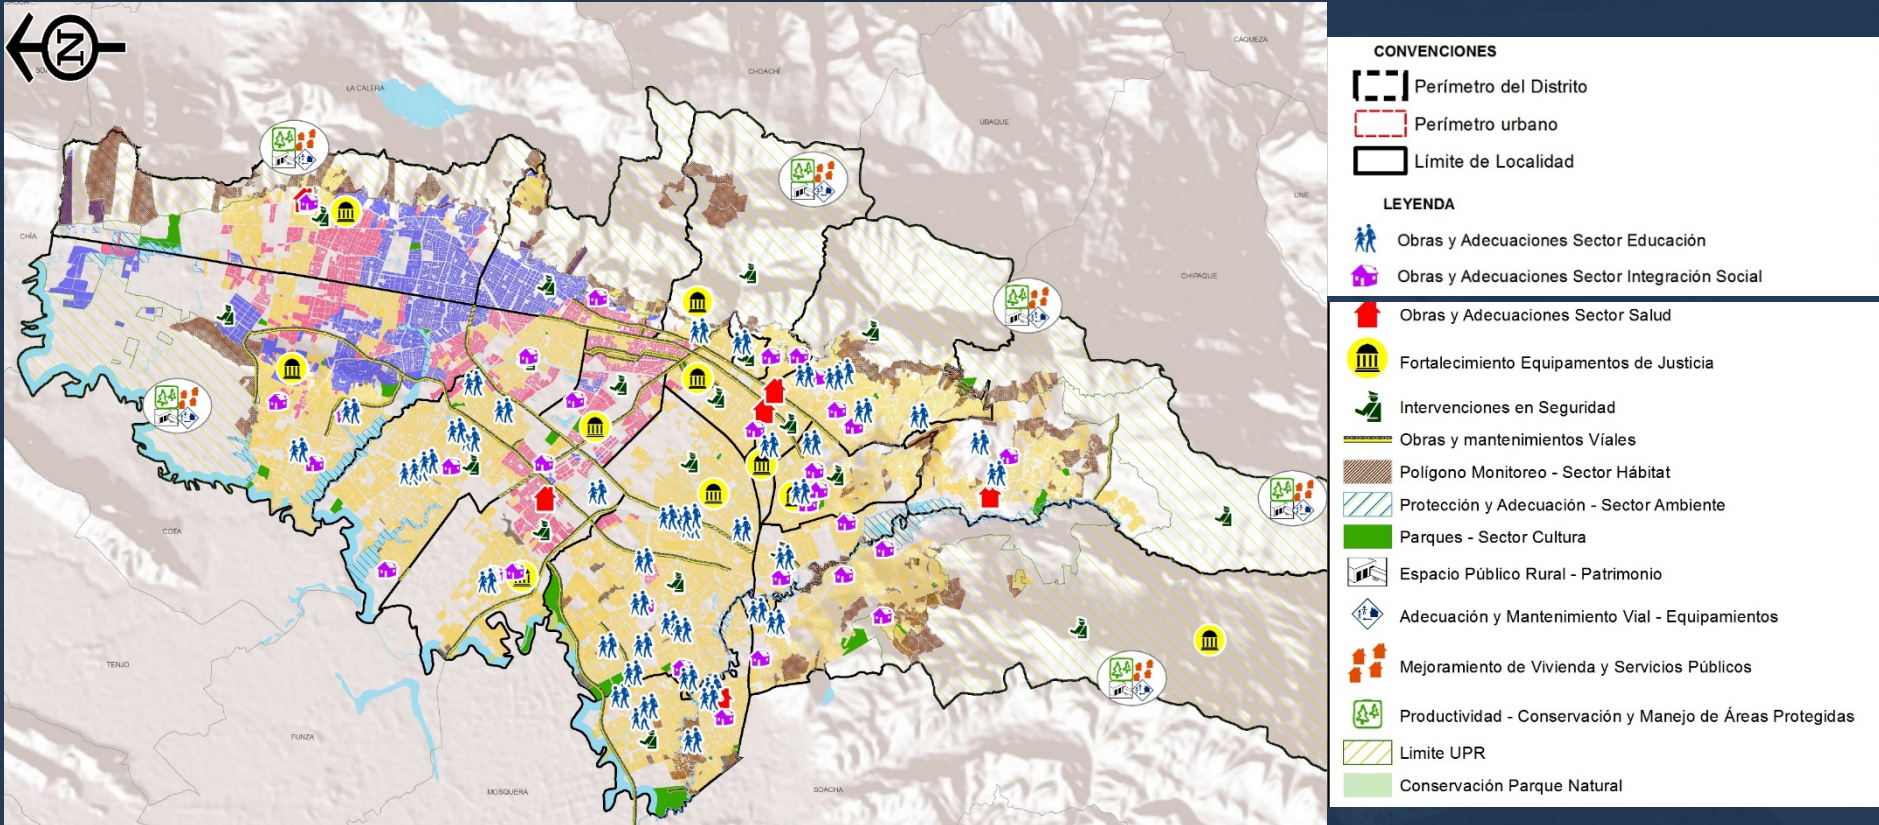 N
CÁQUEZA
CHOACHÍ
LA CALERA
UBAQUE
UNE
CHÍA
CHIPAQUE
COTA
TENJO
FUNZA
MOSQUERA
SOACHA
CONVENCIONES
Perímetro del Distrito
Perímetro urbano
Límite de Localidad
LEYENDA
Obras y Adecuaciones Sector Educación
Obras y Adecuaciones Sector Integración Social
Obras y Adecuaciones Sector Salud
Fortalecimiento Equipamentos de Justicia
Intervenciones en Seguridad
Obras y mantenimientos Víales
Polígono Monitoreo - Sector Hábitat
Protección y Adecuación - Sector Ambiente
Parques - Sector Cultura
Espacio Público Rural - Patrimonio
Adecuación y Mantenimiento Vial - Equipamientos
Mejoramiento de Vivienda y Servicios Públicos
Productividad - Conservación y Manejo de Áreas Protegidas
Limite UPR
Conservación Parque Natural